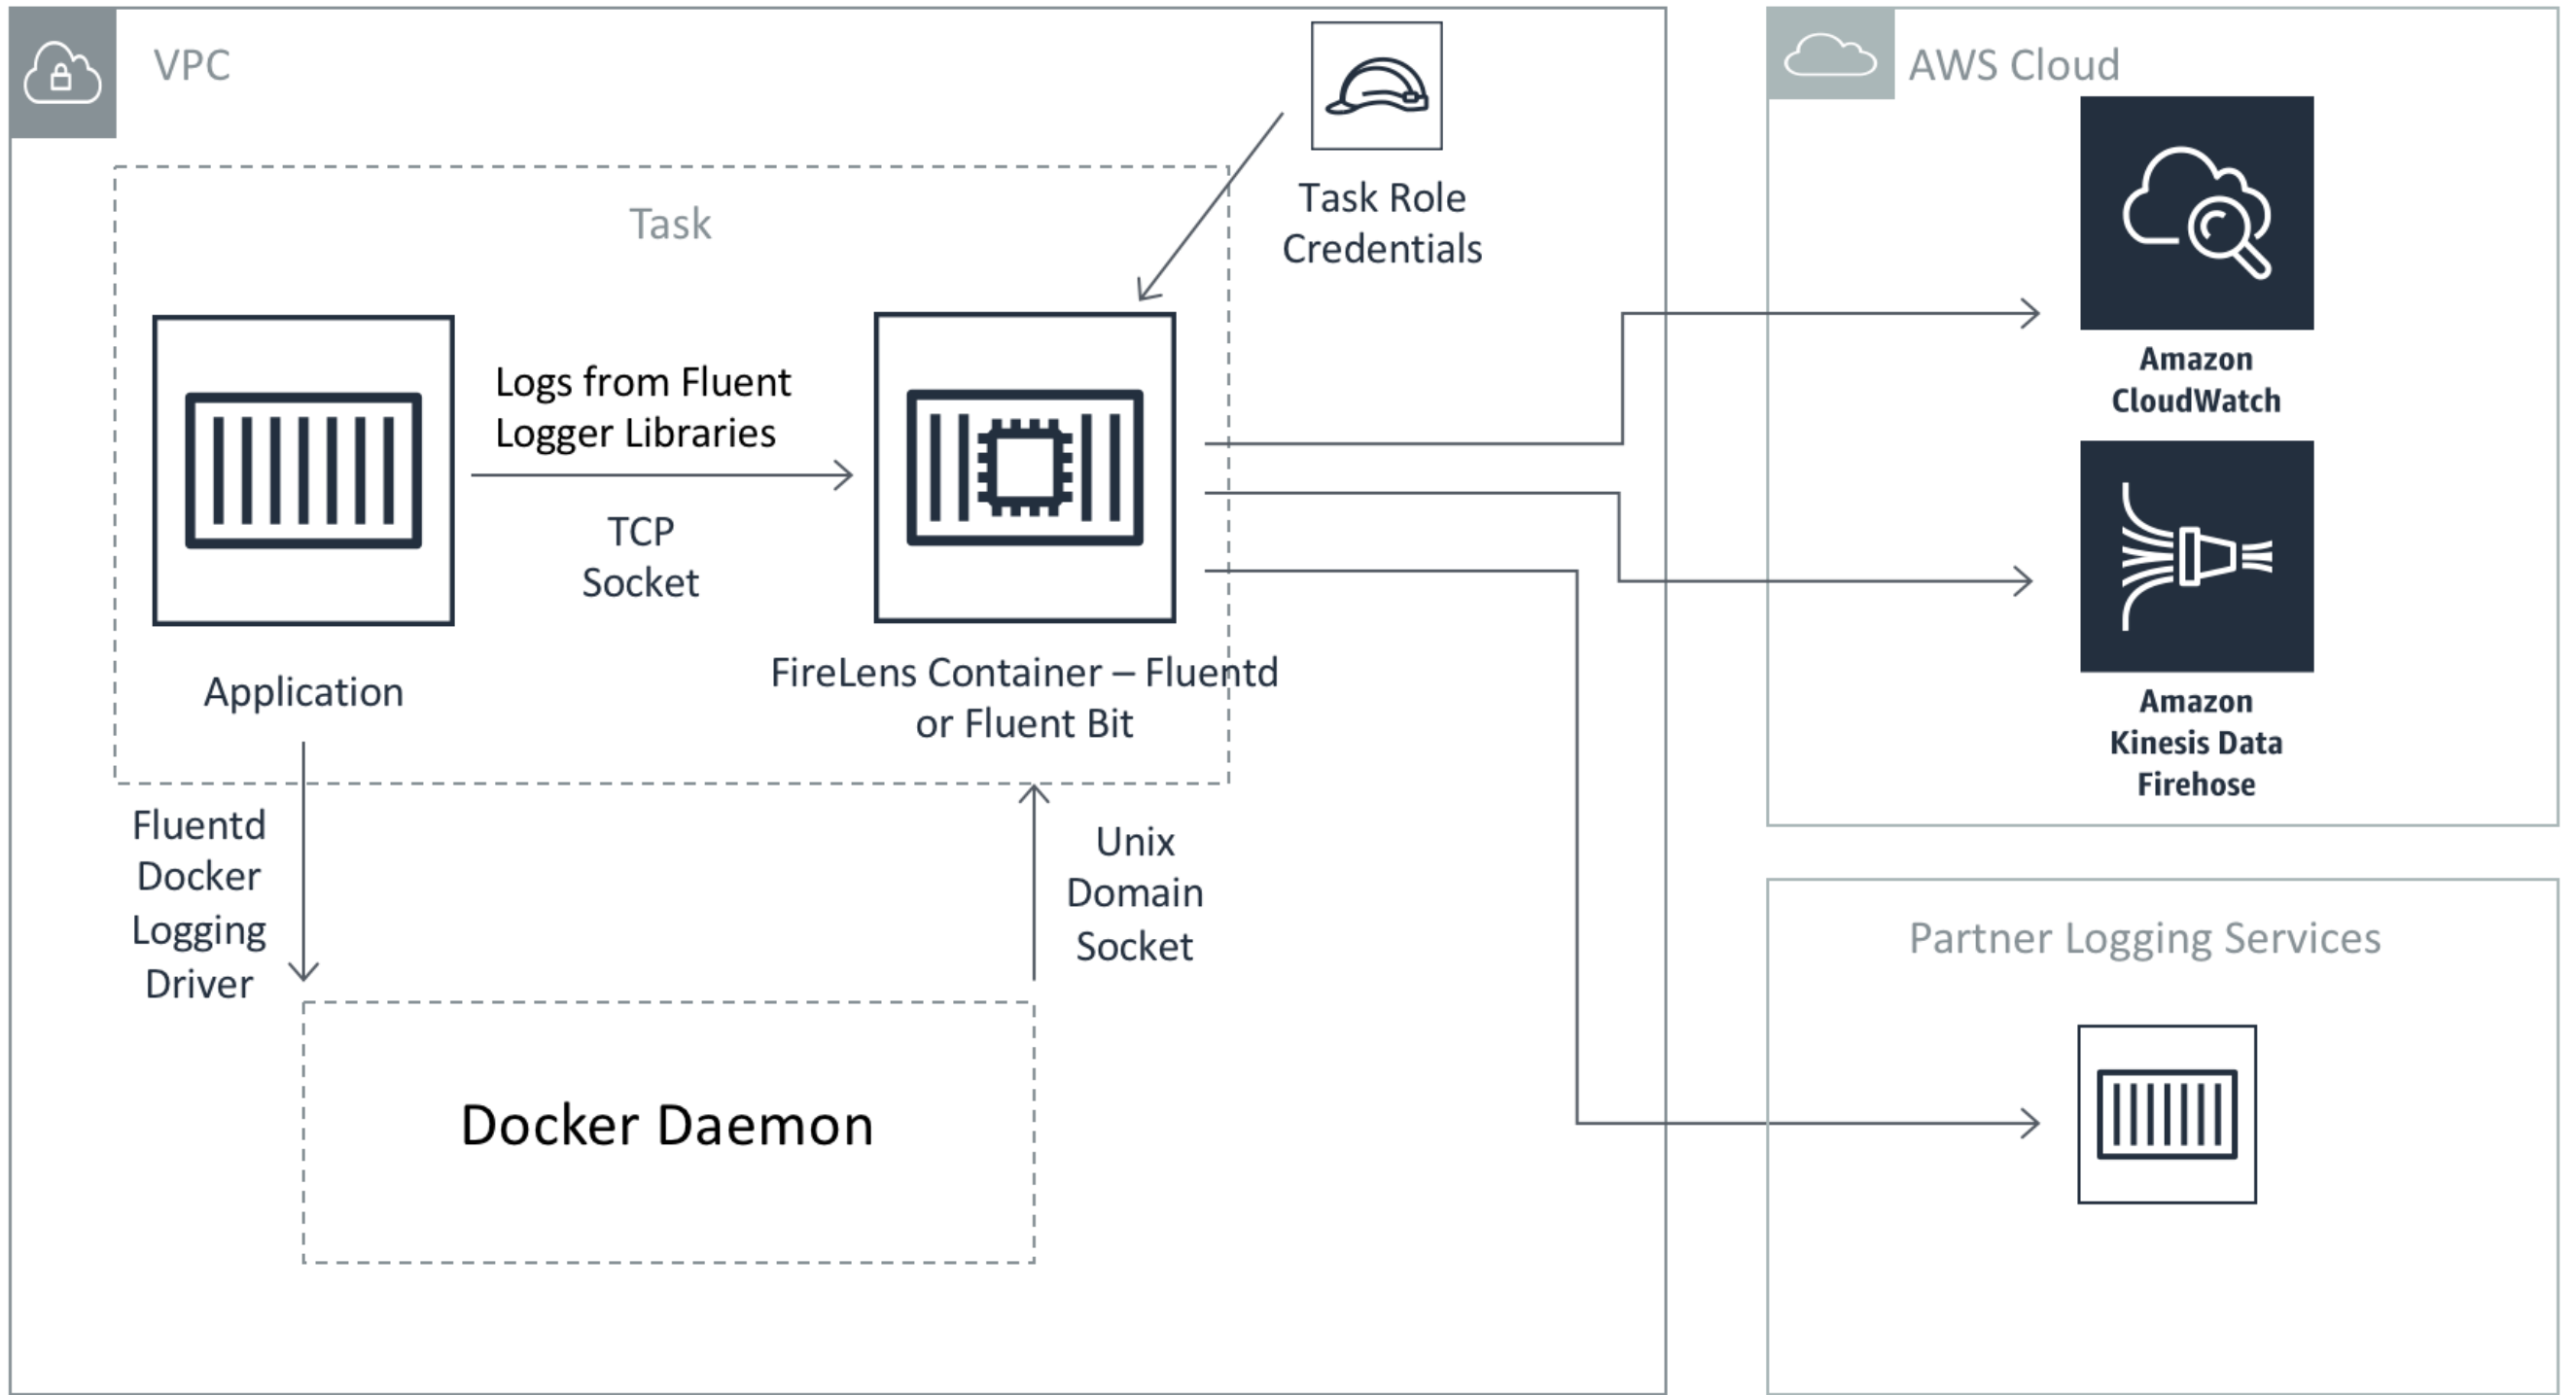 VPC
Task
Task Role
Credentials
Logs from Fluent
Logger Libraries
TCP
Socket
Application
FireLens Container – Fluentd
or Fluent Bit
Fluentd
Docker
Logging
Driver
Unix
Domain
Socket
Docker Daemon
AWS Cloud
Amazon
CloudWatch
Amazon
Kinesis Data
Firehose
Partner Logging Services